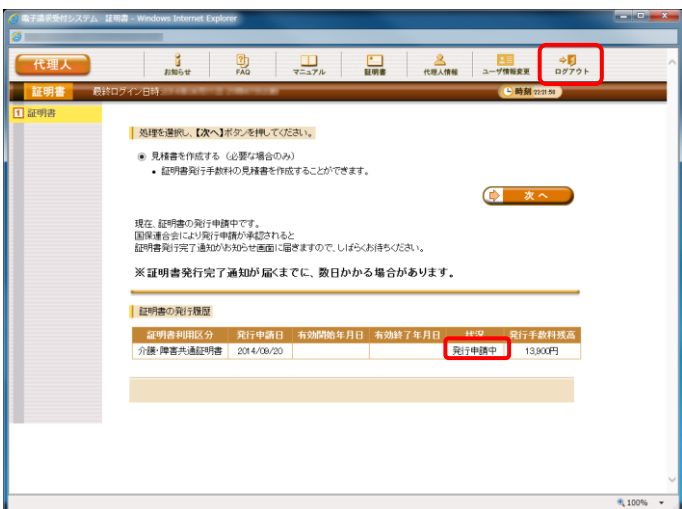 電子請求受付システム 証明書 - Windows Internet Explorer
代理人
お知らせ FAQ マニュアル 証明書 代理人情報 ユーザ情報変更 ログアウト
証明書 最終ログイン日時 時刻 22:21:50
1 証明書
処理を選択し、【次へ】ボタンを押してください。
見積書を作成する（必要な場合のみ）
• 証明書発行手数料の見積書を作成することができます。
次へ
現在、証明書の発行申請中です。
国保連合会により発行申請が承認されると
証明書発行完了通知がお知らせ画面に届きますので、しばらくお待ちください。
※証明書発行完了通知が届くまでに、数日かかる場合があります。
証明書の発行履歴
証明書利用区分 発行申請日 有効開始年月日 有効終了年月日 状況 発行手数料残高
介護・障害共通証明書 2014/09/20 発行申請中 13,900円
100%